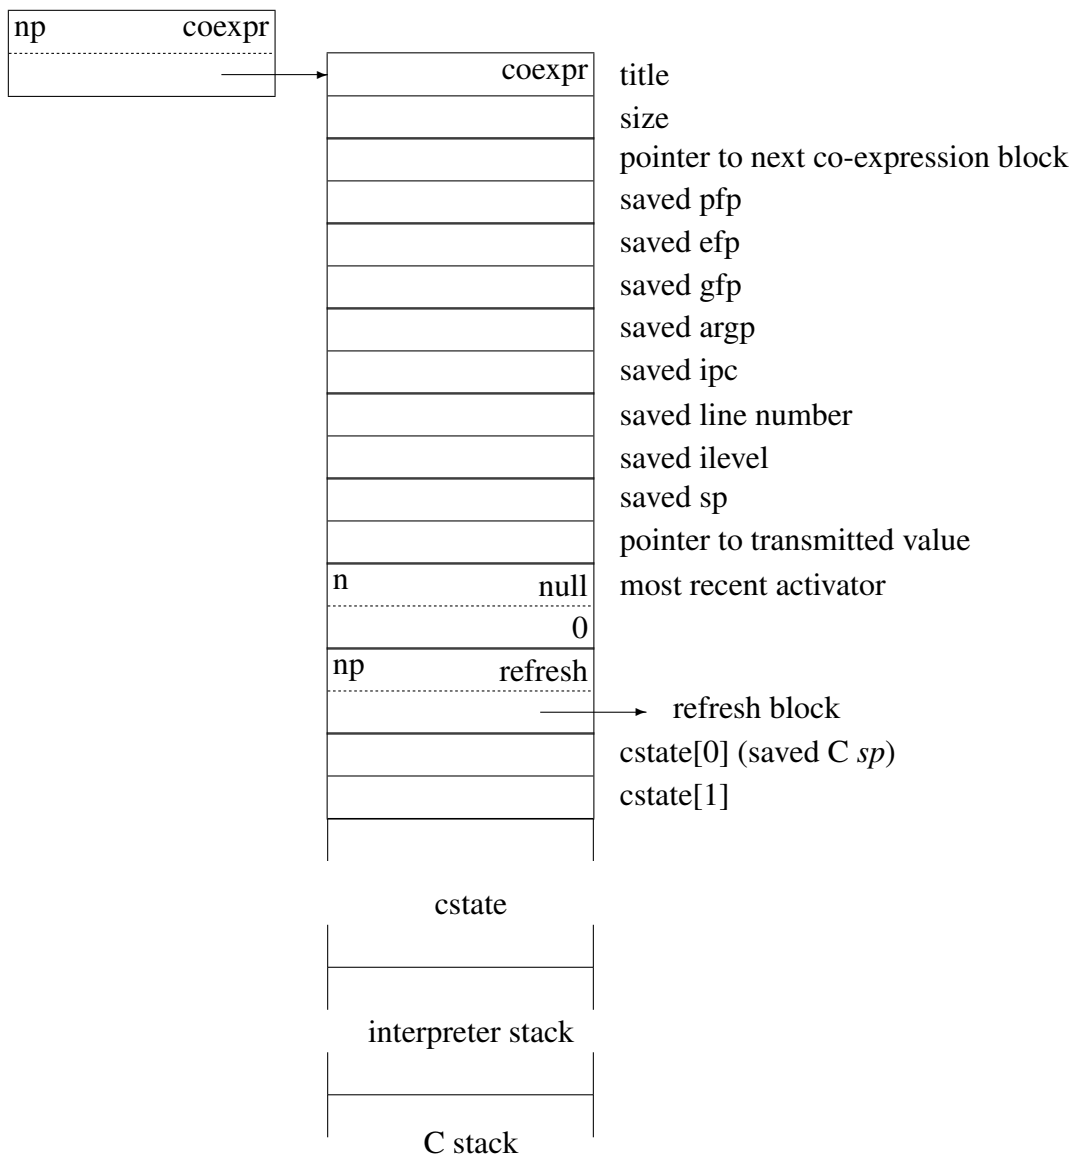 np coexpr
coexpr title
size
pointer to next co-expression block
saved pfp
saved efp
saved gfp
saved argp
saved ipc
saved line number
saved ilevel
saved sp
pointer to transmitted value
n null most recent activator
0
np refresh
refresh block
cstate[0] (saved C sp)
cstate[1]
cstate
interpreter stack
C stack